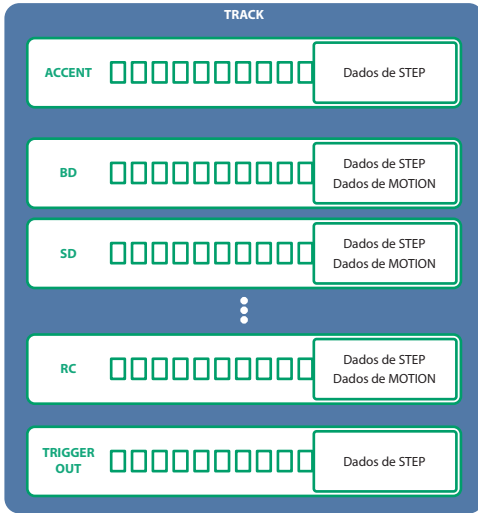 TRACK
ACCENT
Dados de STEP
BD
Dados de STEP
Dados de MOTION
SD
Dados de STEP
Dados de MOTION
RC
Dados de STEP
Dados de MOTION
TRIGGER
OUT
Dados de STEP